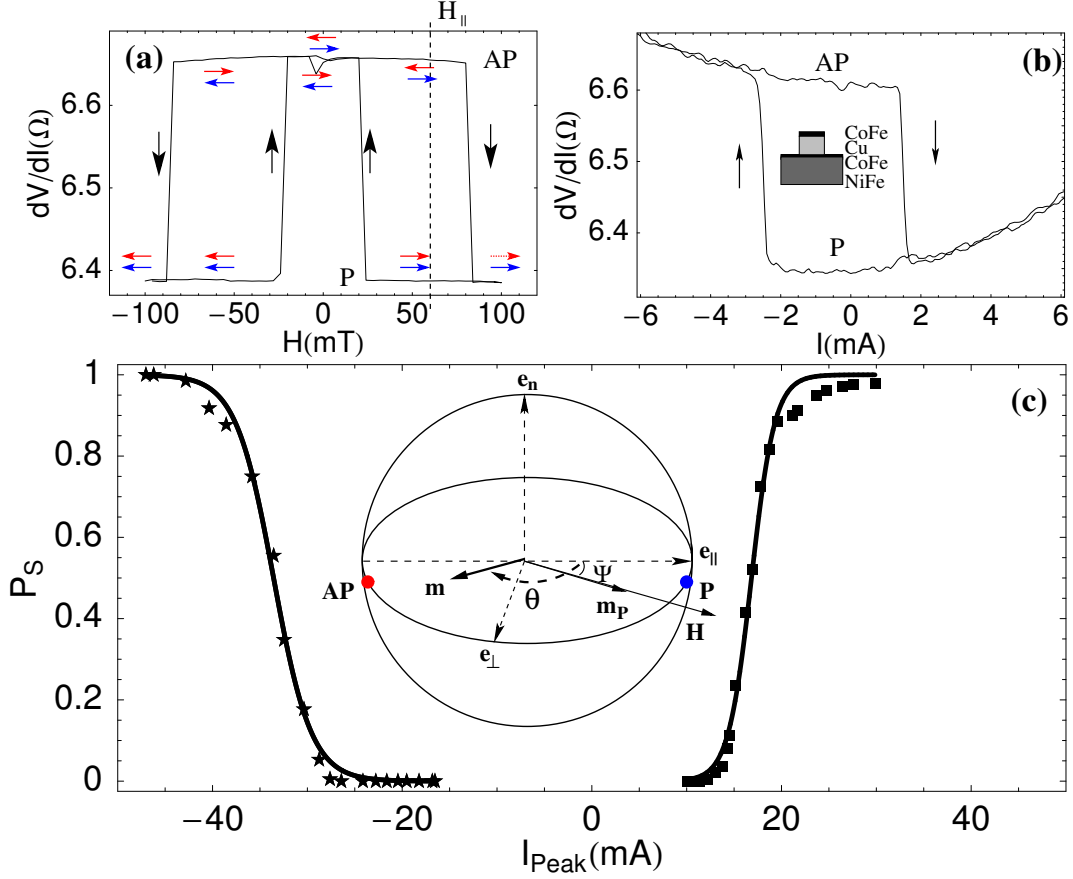 H∥
(a)
AP
P
dV/dI(Ω)
6.6
6.5
6.4
−100
−50
0
50
100
H(mT)
(b)
AP
P
CoFe
Cu
CoFe
NiFe
dV/dI(Ω)
6.6
6.5
6.4
−6
−4
−2
0
2
4
6
I(mA)
(c)
P_S
1
0.8
0.6
0.4
0.2
0
e_n
e∥
Ψ
AP
m
θ
m_P
P
H
e⊥
−40
−20
0
20
40
I_Peak(mA)